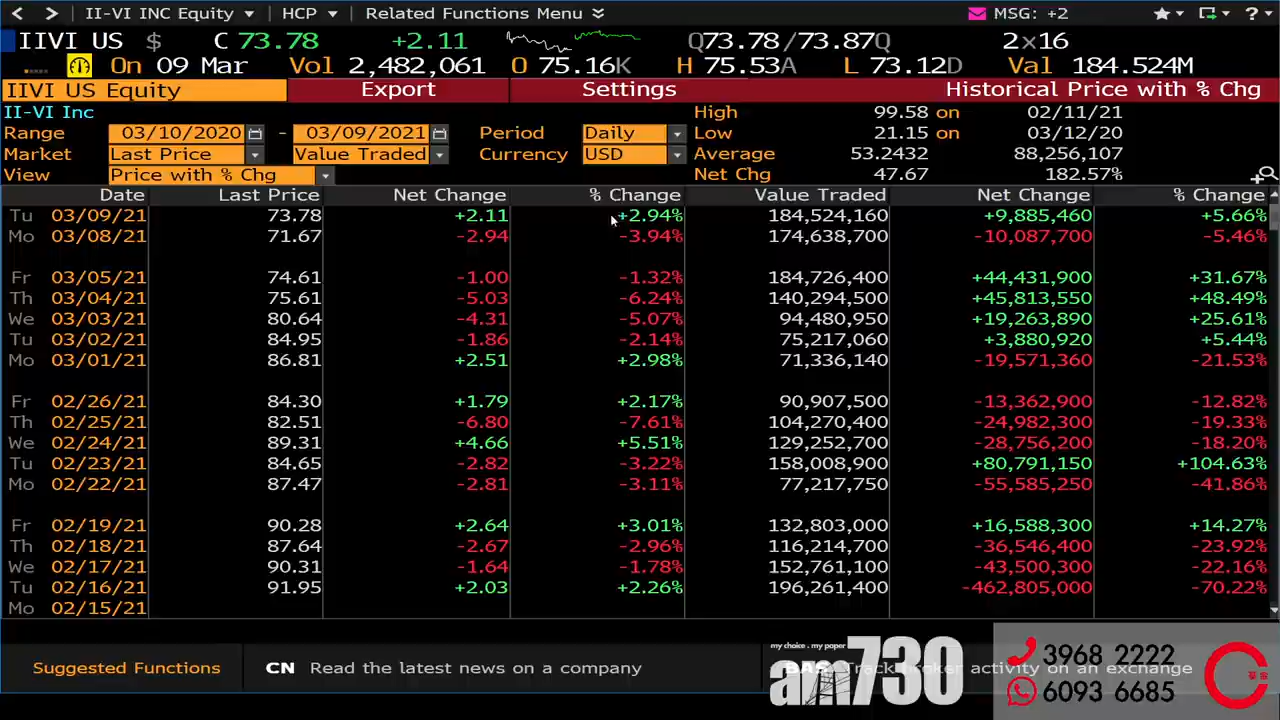 II-VI INC Equity HCP Related Functions Menu MSG: +2 ?
IIVI US $ C 73.78 +2.11 Q73.78/73.87Q 2×16
On 09 Mar Vol 2,482,061 O 75.16K H 75.53A L 73.12D Val 184.524M
IIVI US Equity Export Settings Historical Price with % Chg
II-VI Inc High 99.58 on 02/11/21
Range 03/10/2020 - 03/09/2021 Period Daily Low 21.15 on 03/12/20
Market Last Price Value Traded Currency USD Average 53.2432 88,256,107
View Price with % Chg Net Chg 47.67 182.57%
Date Last Price Net Change % Change Value Traded Net Change % Change
Tu 03/09/21 73.78 +2.11 +2.94% 184,524,160 +9,885,460 +5.66%
Mo 03/08/21 71.67 -2.94 -3.94% 174,638,700 -10,087,700 -5.46%
Fr 03/05/21 74.61 -1.00 -1.32% 184,726,400 +44,431,900 +31.67%
Th 03/04/21 75.61 -5.03 -6.24% 140,294,500 +45,813,550 +48.49%
We 03/03/21 80.64 -4.31 -5.07% 94,480,950 +19,263,890 +25.61%
Tu 03/02/21 84.95 -1.86 -2.14% 75,217,060 +3,880,920 +5.44%
Mo 03/01/21 86.81 +2.51 +2.98% 71,336,140 -19,571,360 -21.53%
Fr 02/26/21 84.30 +1.79 +2.17% 90,907,500 -13,362,900 -12.82%
Th 02/25/21 82.51 -6.80 -7.61% 104,270,400 -24,982,300 -19.33%
We 02/24/21 89.31 +4.66 +5.51% 129,252,700 -28,756,200 -18.20%
Tu 02/23/21 84.65 -2.82 -3.22% 158,008,900 +80,791,150 +104.63%
Mo 02/22/21 87.47 -2.81 -3.11% 77,217,750 -55,585,250 -41.86%
Fr 02/19/21 90.28 +2.64 +3.01% 132,803,000 +16,588,300 +14.27%
Th 02/18/21 87.64 -2.67 -2.96% 116,214,700 -36,546,400 -23.92%
We 02/17/21 90.31 -1.64 -1.78% 152,761,100 -43,500,300 -22.16%
Tu 02/16/21 91.95 +2.03 +2.26% 196,261,400 -462,805,000 -70.22%
Mo 02/15/21
Suggested Functions CN Read the latest news on a company BAS Track broker activity on an exchange
my choice . my paper
am730
3968 2222
6093 6685